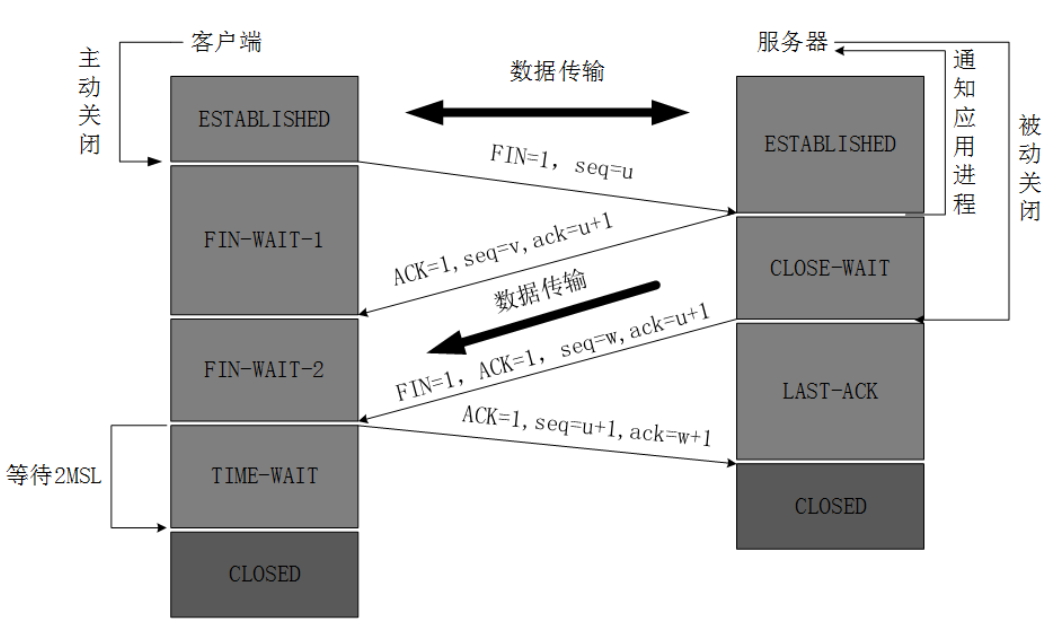 客户端
服务器
主动关闭
数据传输
通知应用进程
被动关闭
ESTABLISHED
ESTABLISHED
FIN=1, seq=u
FIN-WAIT-1
ACK=1,seq=v,ack=u+1
CLOSE-WAIT
数据传输
FIN-WAIT-2
FIN=1, ACK=1, seq=w,ack=u+1
LAST-ACK
ACK=1,seq=u+1,ack=w+1
等待2MSL
TIME-WAIT
CLOSED
CLOSED